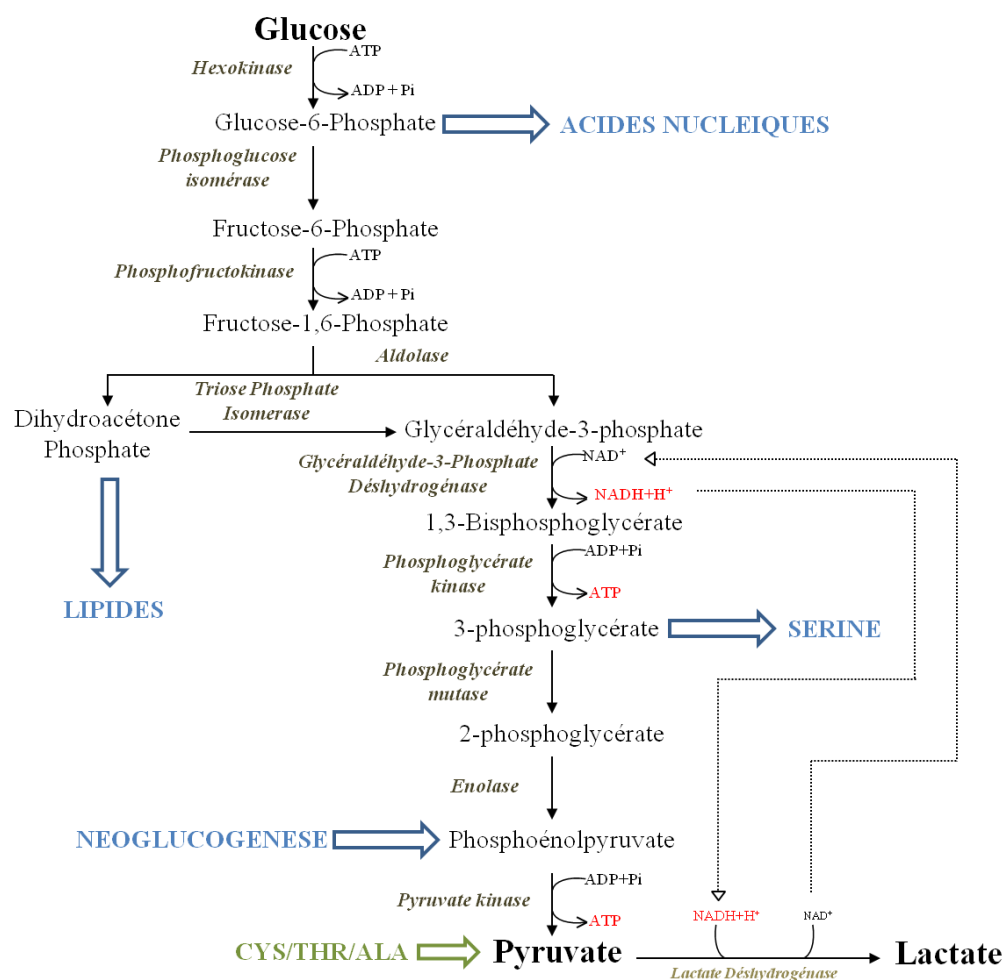 Glucose
ATP
Hexokinase
ADP + Pi
Glucose-6-Phosphate
ACIDES NUCLEIQUES
Phosphoglucose
isomérase
Fructose-6-Phosphate
ATP
Phosphofructokinase
ADP + Pi
Fructose-1,6-Phosphate
Aldolase
Triose Phosphate
Isomerase
Dihydroacétone
Phosphate
Glycéraldéhyde-3-phosphate
Glycéraldéhyde-3-Phosphate
Déshydrogénase
NAD⁺
NADH+H⁺
1,3-Bisphosphoglycérate
ADP+Pi
Phosphoglycérate
kinase
ATP
LIPIDES
3-phosphoglycérate
SERINE
Phosphoglycérate
mutase
2-phosphoglycérate
Enolase
NEOGLUCOGENESE
Phosphoénolpyruvate
ADP+Pi
Pyruvate kinase
ATP
NADH+H⁺
NAD⁺
CYS/THR/ALA
Pyruvate
Lactate
Lactate Déshydrogénase